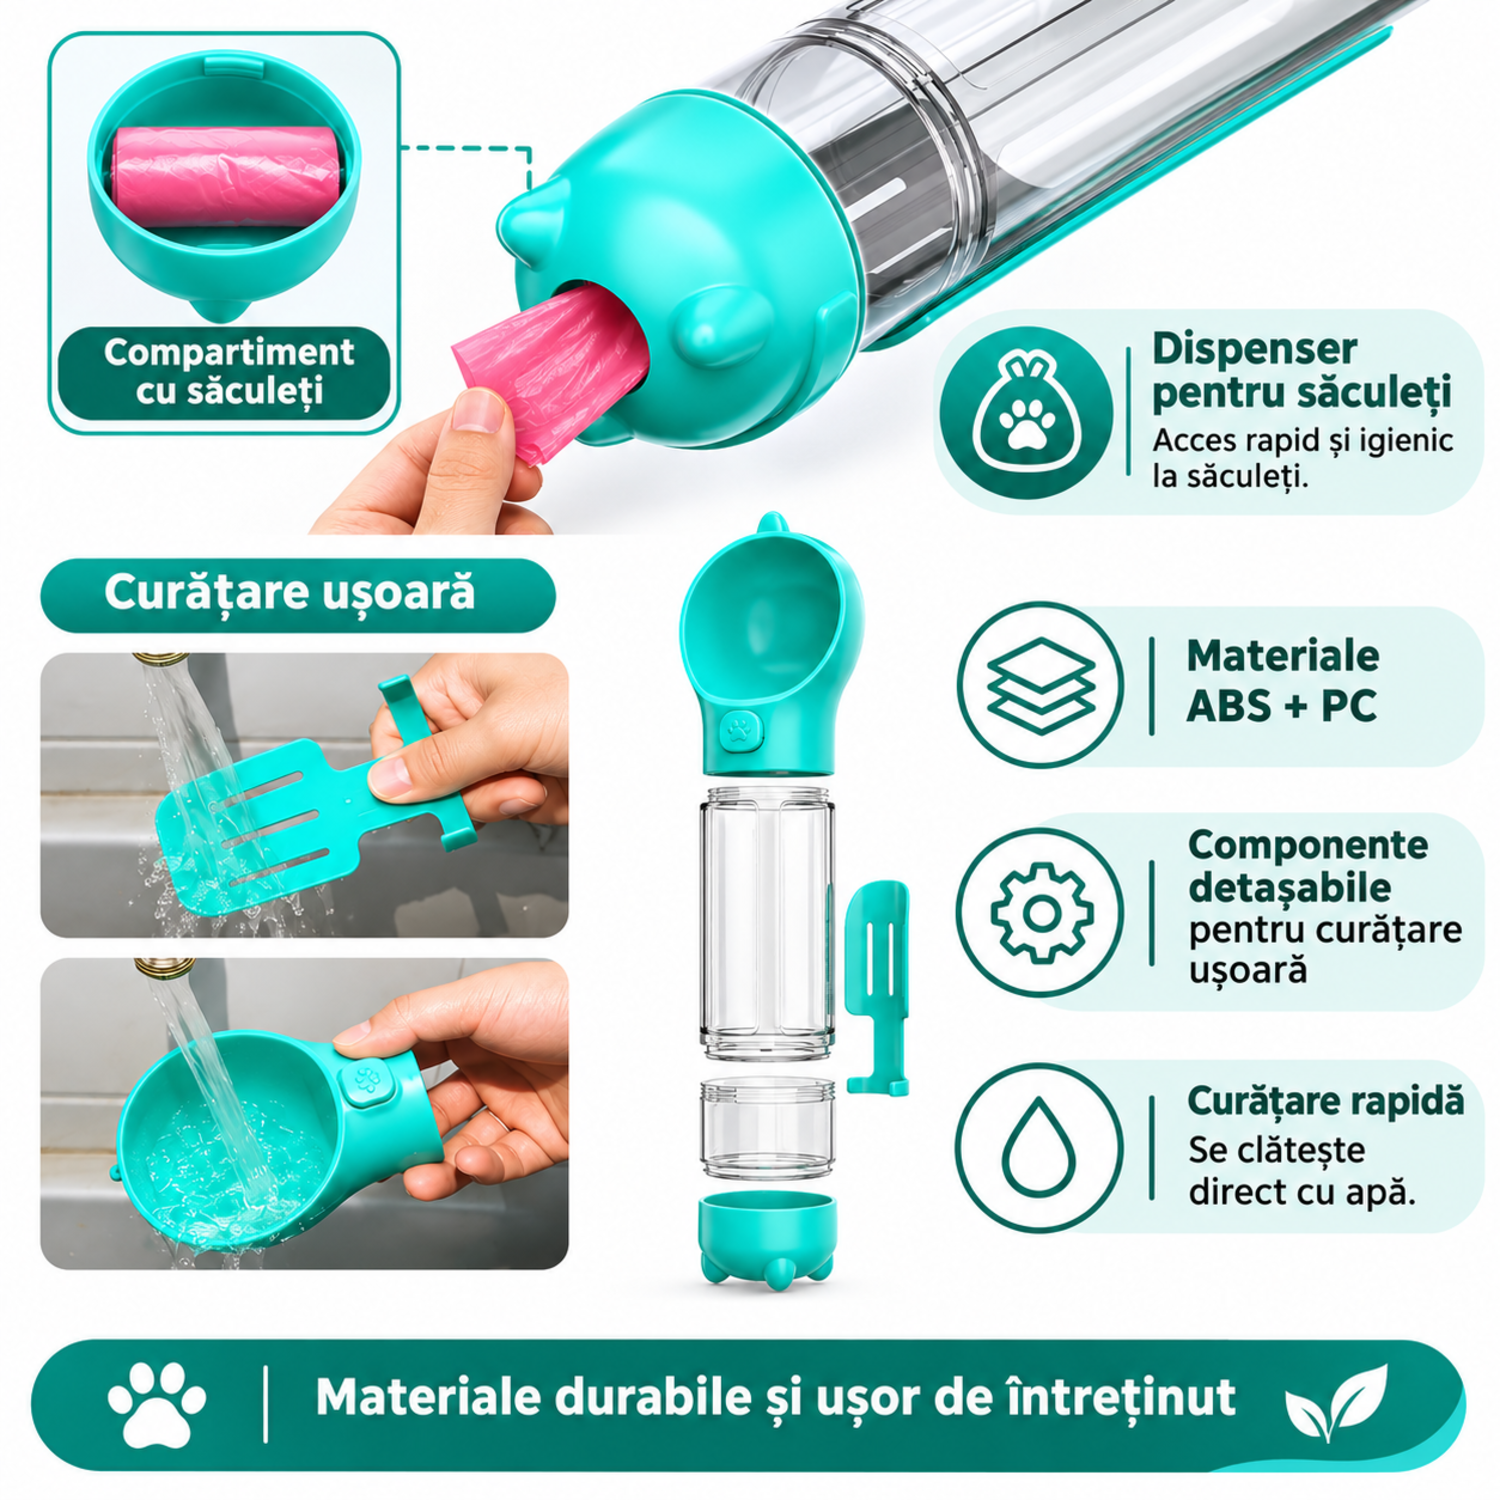 Compartiment
cu săculeți
Dispenser
pentru săculeți
Acces rapid și igienic
la săculeți.
Curățare ușoară
Materiale
ABS + PC
Componente
detașabile
pentru curățare
ușoară
Curățare rapidă
Se clătește
direct cu apă.
Materiale durabile și ușor de întreținut